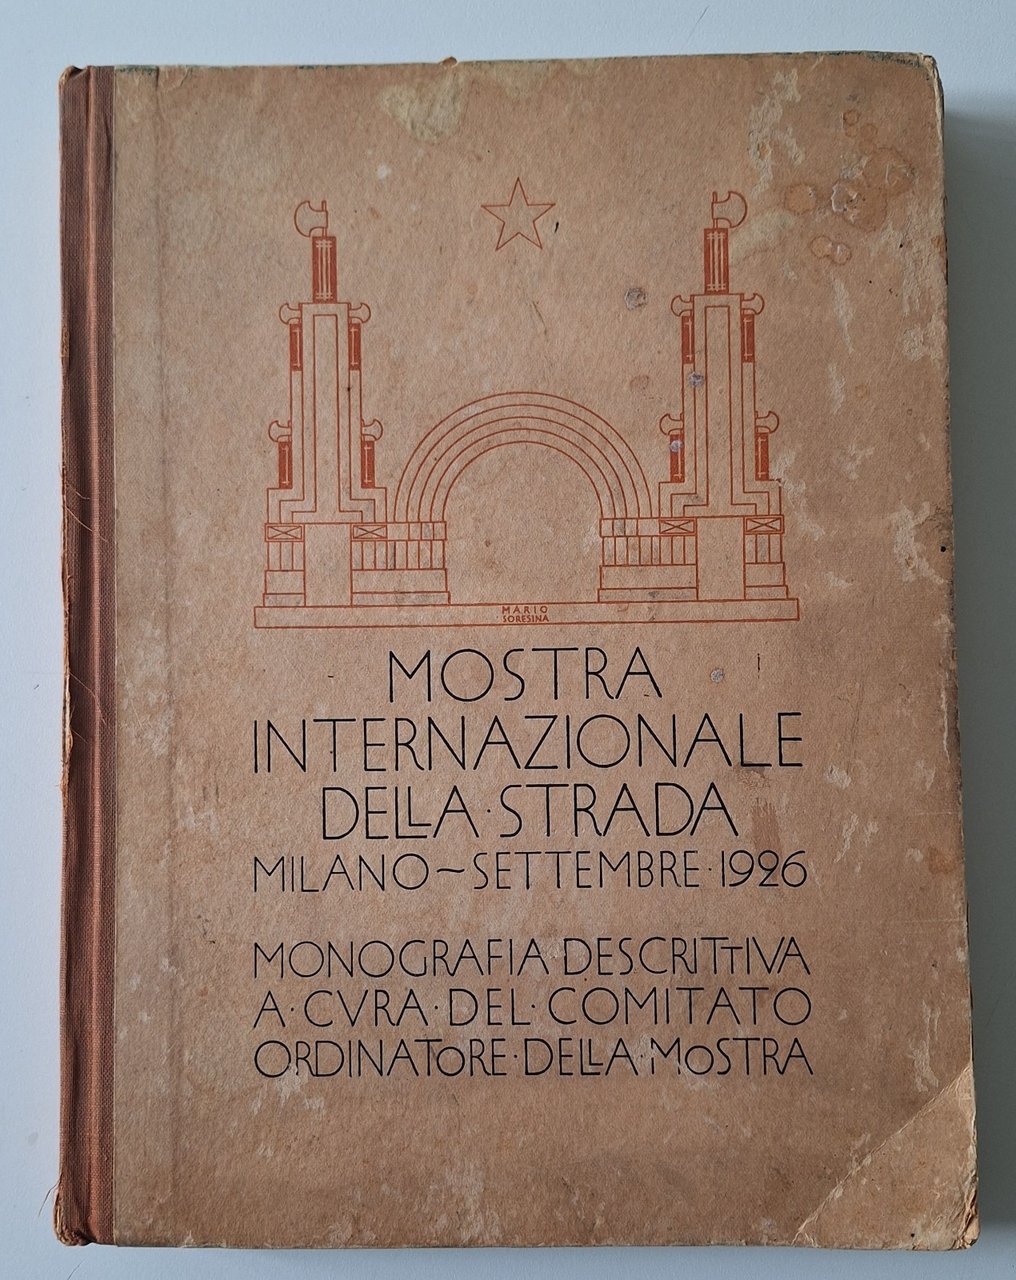 MARIO
SORESINA
MOSTRA
INTERNAZIONALE
DELLA·STRADA
MILANO~SETTEMBRE·1926
MONOGRAFIA DESCRITTIVA
A·CVRA·DEL·COMITATO
ORDINATORE·DELLA·MOSTRA